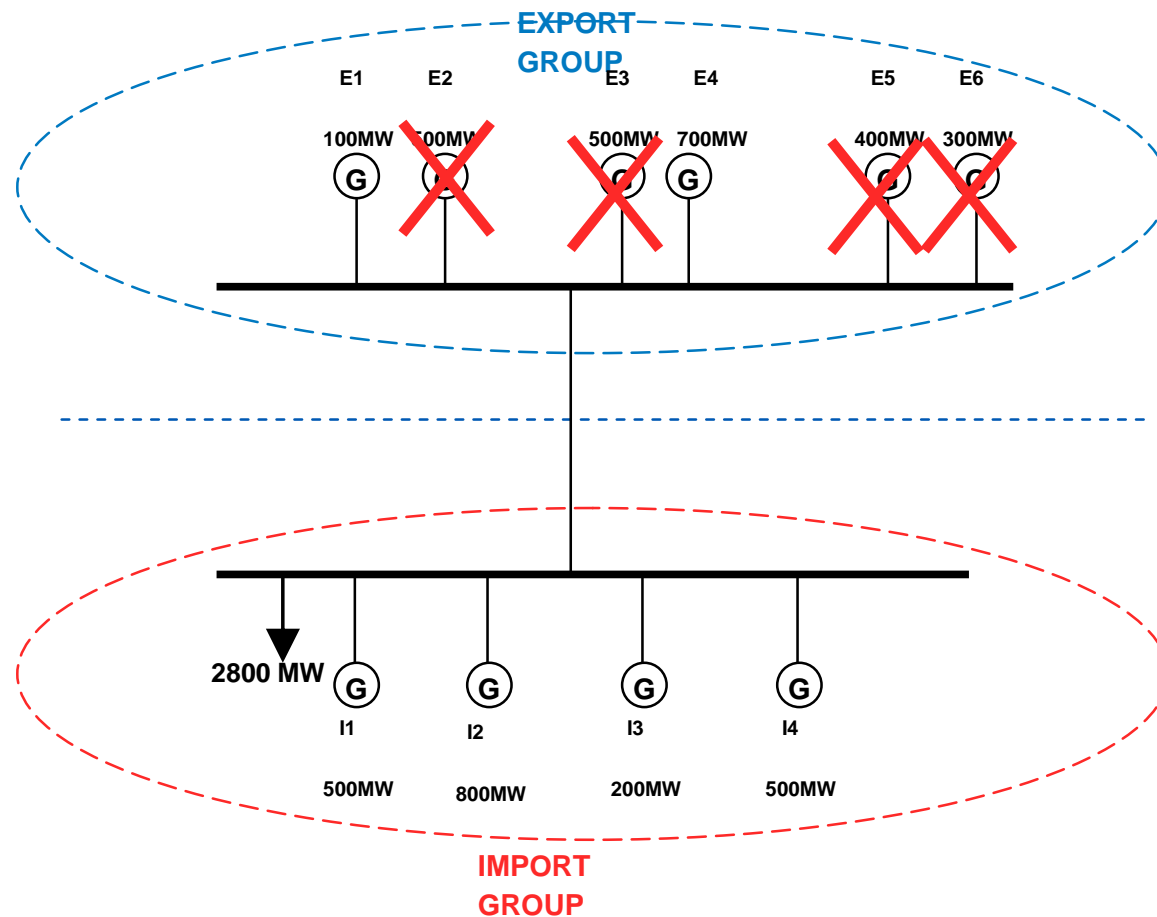 EXPORT
GROUP
E1 E2 E3 E4 E5 E6
100MW 500MW 500MW 700MW 400MW 300MW
G G G G G G
2800 MW G G G G
I1 I2 I3 I4
500MW 800MW 200MW 500MW
IMPORT
GROUP